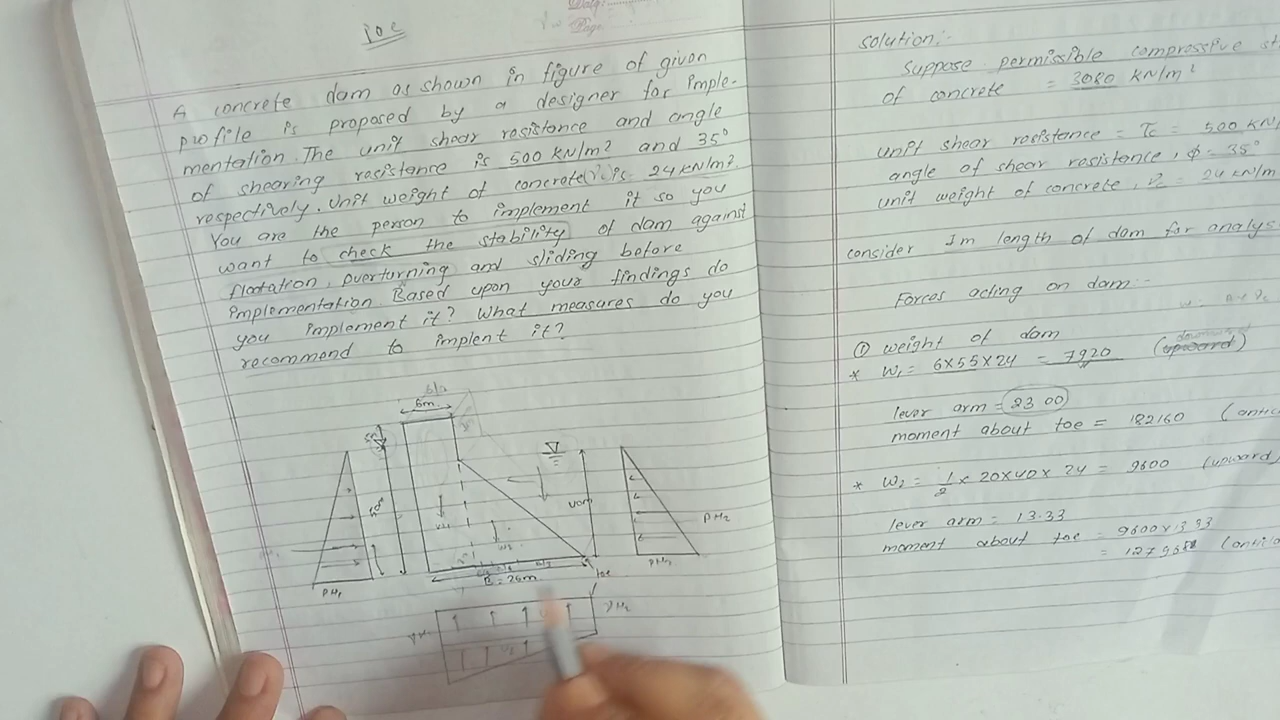 IOE
A concrete dam as shown in figure of given
profile is proposed by a designer for imple-
mentation. The unit shear resistance and angle
of shearing resistance is 500 KN/m² and 35°
respectively. Unit weight of concrete is 24 KN/m³.
You are the person to implement it so you
want to check the stability of dam against
floatation, overturning and sliding before
implementation. Based upon your findings do
you implement it? What measures do you
recommend to implent it?
6m
40m
B = 26m
toe
PH₁
PH₂
PH₂
γH₂
Solution:-
Suppose permissible compressive
of concrete = 3080 KN/m²
unit shear resistance = τc = 500 KN/
angle of shear resistance, φ = 35°
unit weight of concrete, = 24 KN/m
consider 1m length of dam for analys
Forces acting on dam:-
① weight of dam
* W₁ = 6×55×24 = 7920 (upward)
lever arm = 23.00
moment about toe = 182160
* W₂ = 1/2 × 20×40× 24 = 9600 (upward)
lever arm = 13.33
moment about toe = 9600×13.33